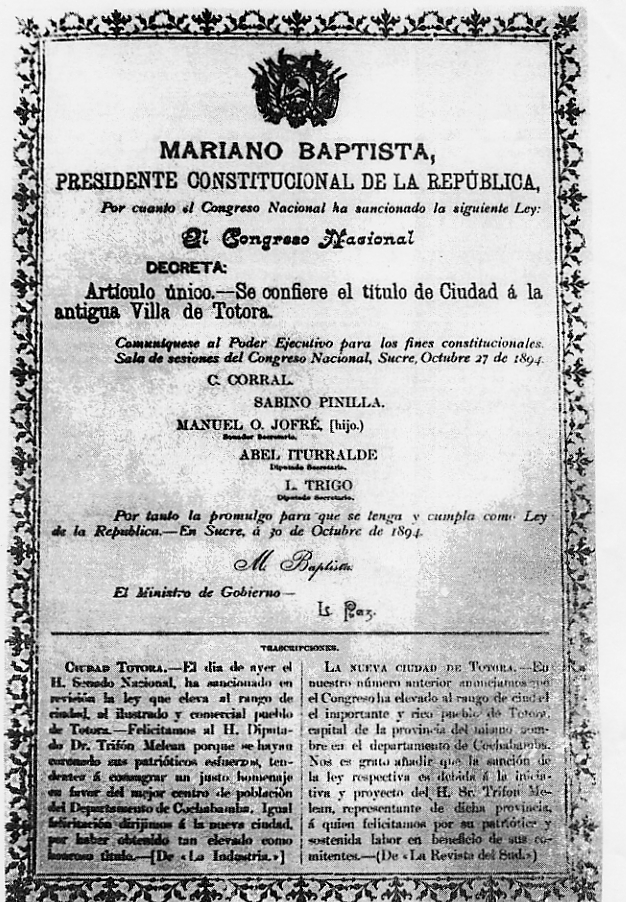 MARIANO BAPTISTA,
PRESIDENTE CONSTITUCIONAL DE LA REPÚBLICA,
Por cuanto el Congreso Nacional ha sancionado la siguiente Ley:
El Congreso Nacional
DECRETA:
Artículo único.—Se confiere el título de Ciudad á la
antigua Villa de Totora.
Comuníquese al Poder Ejecutivo para los fines constitucionales.
Sala de sesiones del Congreso Nacional, Sucre, Octubre 27 de 1894.
C. CORRAL.
SABINO PINILLA.
MANUEL O. JOFRÉ, [hijo.)
Senador Secretario.
ABEL ITURRALDE
Diputado Secretario.
L. TRIGO
Diputado Secretario.
Por tanto la promulgo para que se tenga y cumpla como Ley
de la República.—En Sucre, á 30 de Octubre de 1894.
M. Baptista.
El Ministro de Gobierno—
L. Paz.
TRASCRIPCIONES.
CIUDAD TOTORA.—El dia de ayer el
H. Senado Nacional, ha sancionado en
revisión la ley que eleva al rango de
ciudad, al ilustrado y comercial pueblo
de Totora.—Felicitamos al H. Diputa-
do Dr. Trifón Melean porque se hayan
coronado sus patrióticos esfuerzos, ten-
dentes á consagrar un justo homenaje
en favor del mejor centro de población
del Departamento de Cochabamba. Igual
felicitación dirijimos á la nueva ciudad,
por haber obtenido tan elevado como
honroso título.—[De «La Industria.»]
LA NUEVA CIUDAD DE TOTORA.—En
nuestro número anterior anunciamos que
el Congreso ha elevado al rango de ciudad
el importante y rico pueblo de Totora,
capital de la provincia del mismo nom-
bre en el departamento de Cochabamba.
Nos es grato añadir que la sanción de
la ley respectiva es debida á la inicia-
tiva y proyecto del H. Sr. Trifón Me-
lean, representante de dicha provincia,
á quien felicitamos por su patriótica y
sostenida labor en beneficio de sus co-
mitentes.—(De «La Revista del Sud.»)